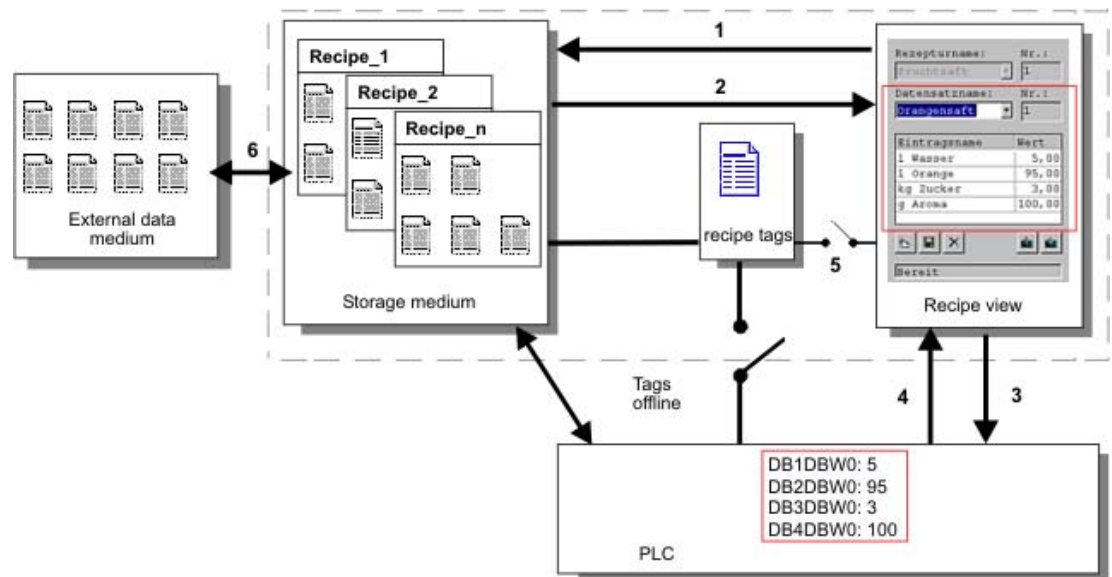 1
Recipe_1
Recipe_2
Recipe_n
2
6
External data
medium
Storage medium
recipe tags
5
Rezepturname:
Nr.:
Fruchtsaft
1
Datensatzname:
Nr.:
Orangensaft
1
Eintragsname
Wert
l Wasser
5,00
l Orange
95,00
kg Zucker
3,00
g Aroma
100,00
Bereit
Recipe view
Tags
offline
4
3
DB1DBW0: 5
DB2DBW0: 95
DB3DBW0: 3
DB4DBW0: 100
PLC